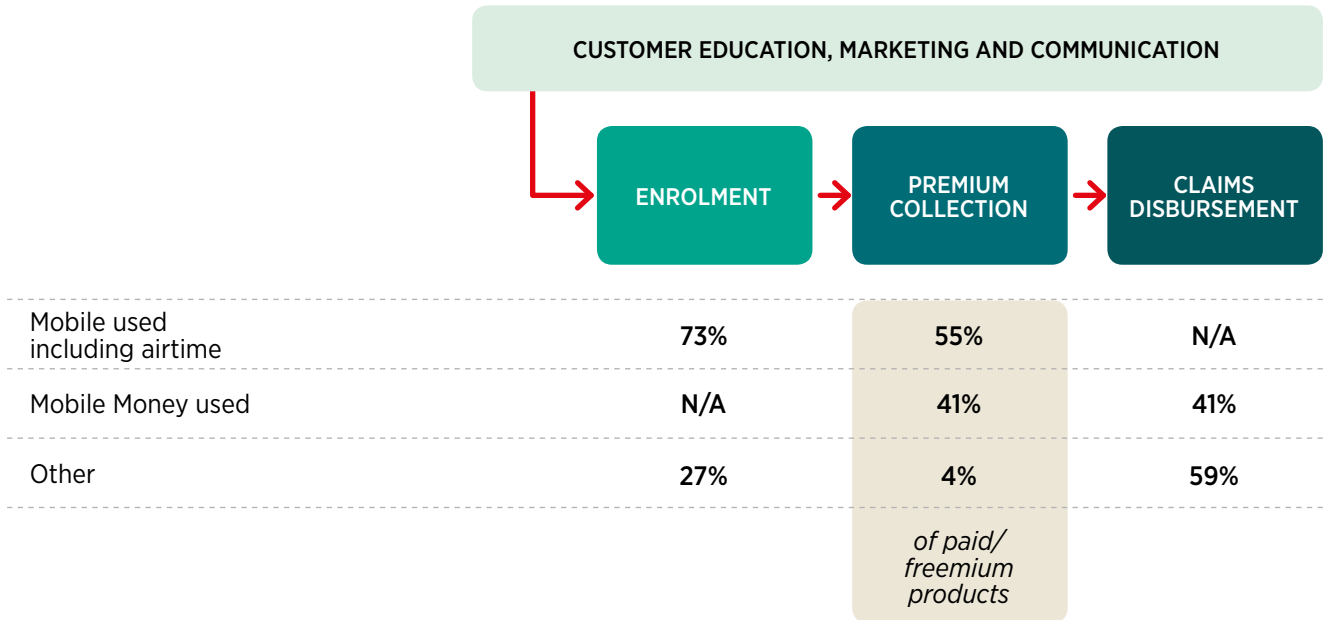 CUSTOMER EDUCATION, MARKETING AND COMMUNICATION
ENROLMENT
PREMIUM
COLLECTION
CLAIMS
DISBURSEMENT
Mobile used
including airtime
73%
55%
N/A
Mobile Money used
N/A
41%
41%
Other
27%
4%
59%
of paid/
freemium
products